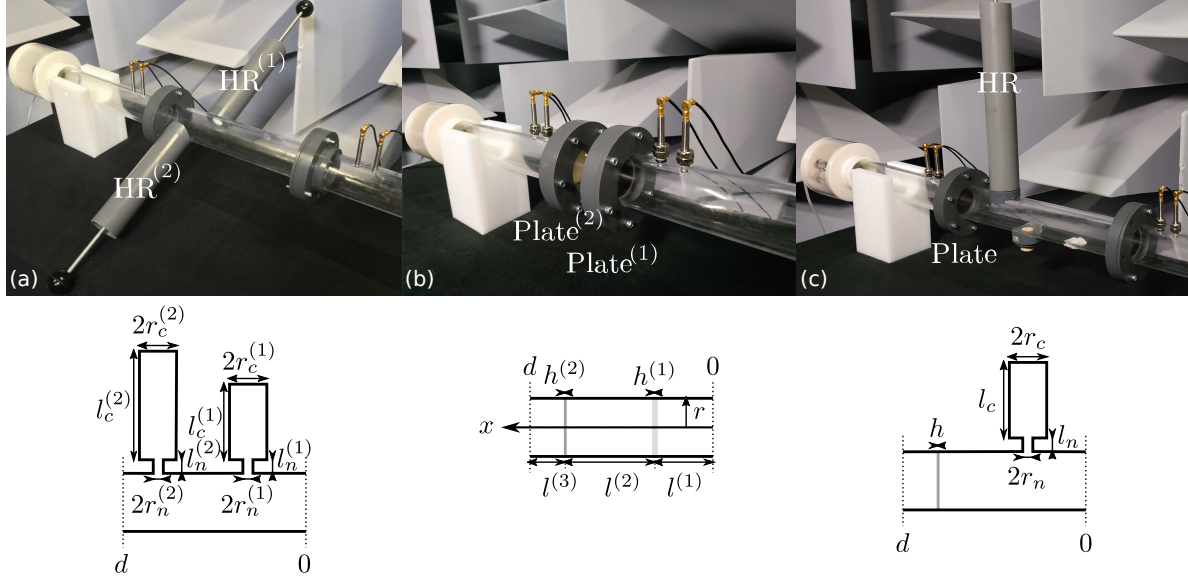 HR^{(1)}
HR^{(2)}
(a)
Plate^{(2)}
Plate^{(1)}
(b)
HR
Plate
(c)
2r_c^{(2)}
2r_c^{(1)}
l_c^{(2)}
l_c^{(1)}
l_n^{(2)}
l_n^{(1)}
2r_n^{(2)}
2r_n^{(1)}
d 0
d 0
h^{(2)} h^{(1)}
r
x
l^{(3)} l^{(2)} l^{(1)}
2r_c
l_c
l_n
h
2r_n
d 0